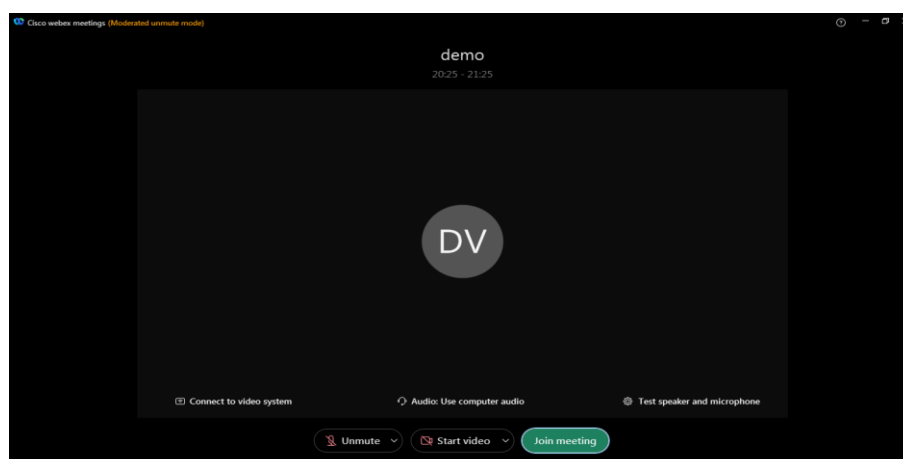 Cisco webex meetings (Moderated unmute mode)
demo
20:25 - 21:25
DV
Connect to video system
Audio: Use computer audio
Test speaker and microphone
Unmute
Start video
Join meeting